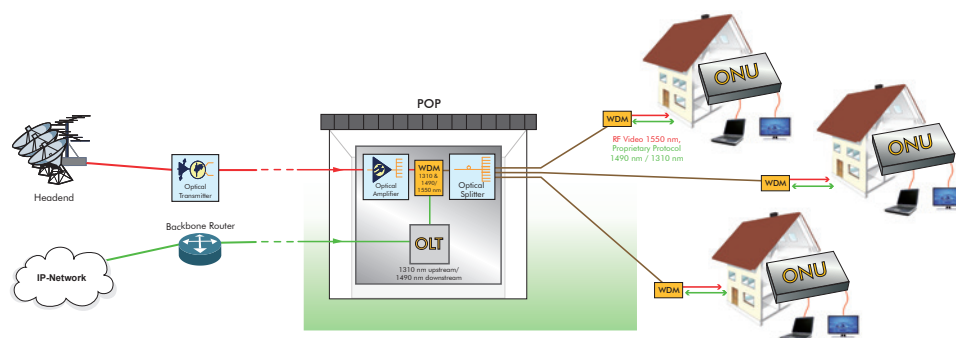 POP
Headend
Optical
Transmitter
Backbone Router
IP-Network
Optical
Amplifier
WDM
1310 &
1490/
1550 nm
Optical
Splitter
OLT
1310 nm upstream/
1490 nm downstream
WDM
RF Video 1550 nm,
Proprietary Protocol
1490 nm / 1310 nm
ONU
WDM
ONU
WDM
ONU